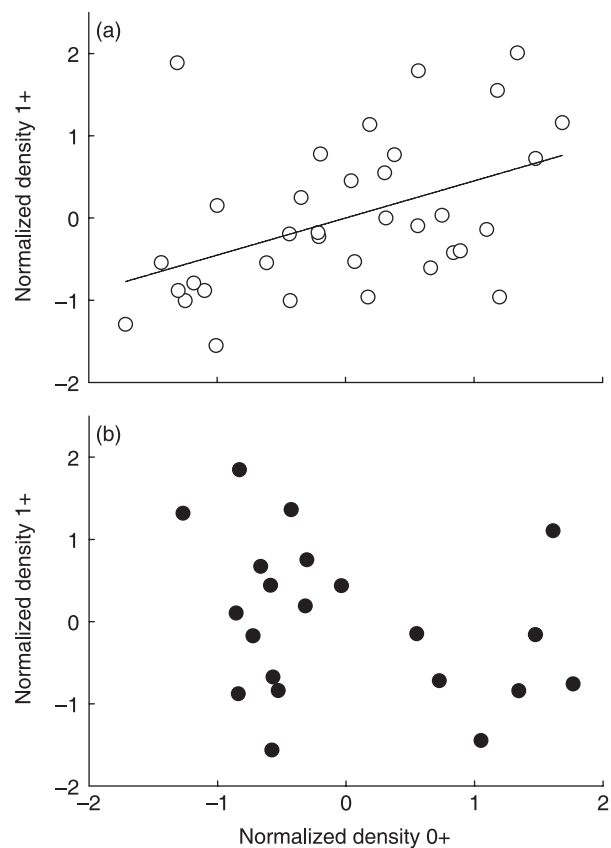 (a)
2
1
0
−1
−2
Normalized density 1+
(b)
2
1
0
−1
−2
Normalized density 1+
−2 −1 0 1 2
Normalized density 0+